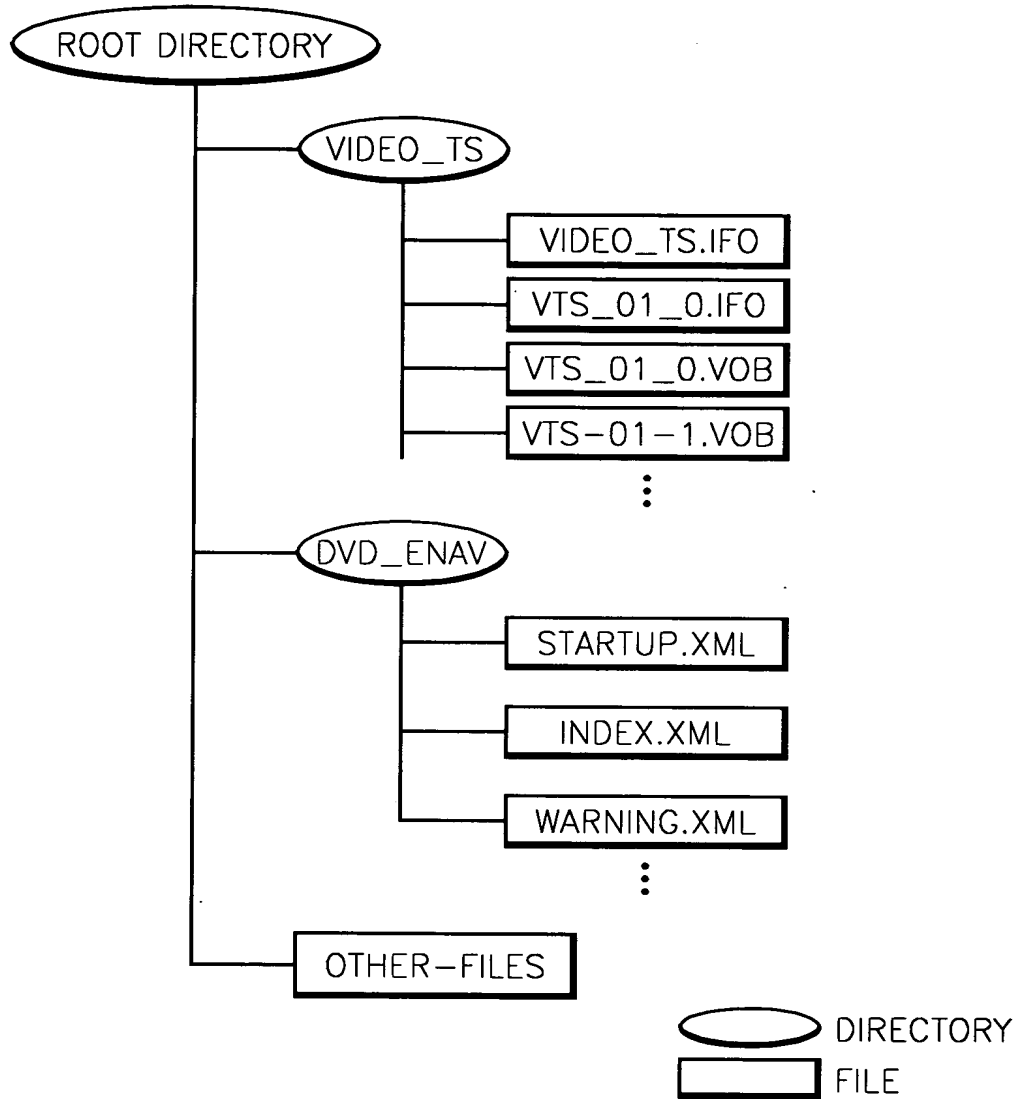 ROOT DIRECTORY
VIDEO_TS
VIDEO_TS.IFO
VTS_01_0.IFO
VTS_01_0.VOB
VTS-01-1.VOB
DVD_ENAV
STARTUP.XML
INDEX.XML
WARNING.XML
OTHER-FILES
DIRECTORY
FILE